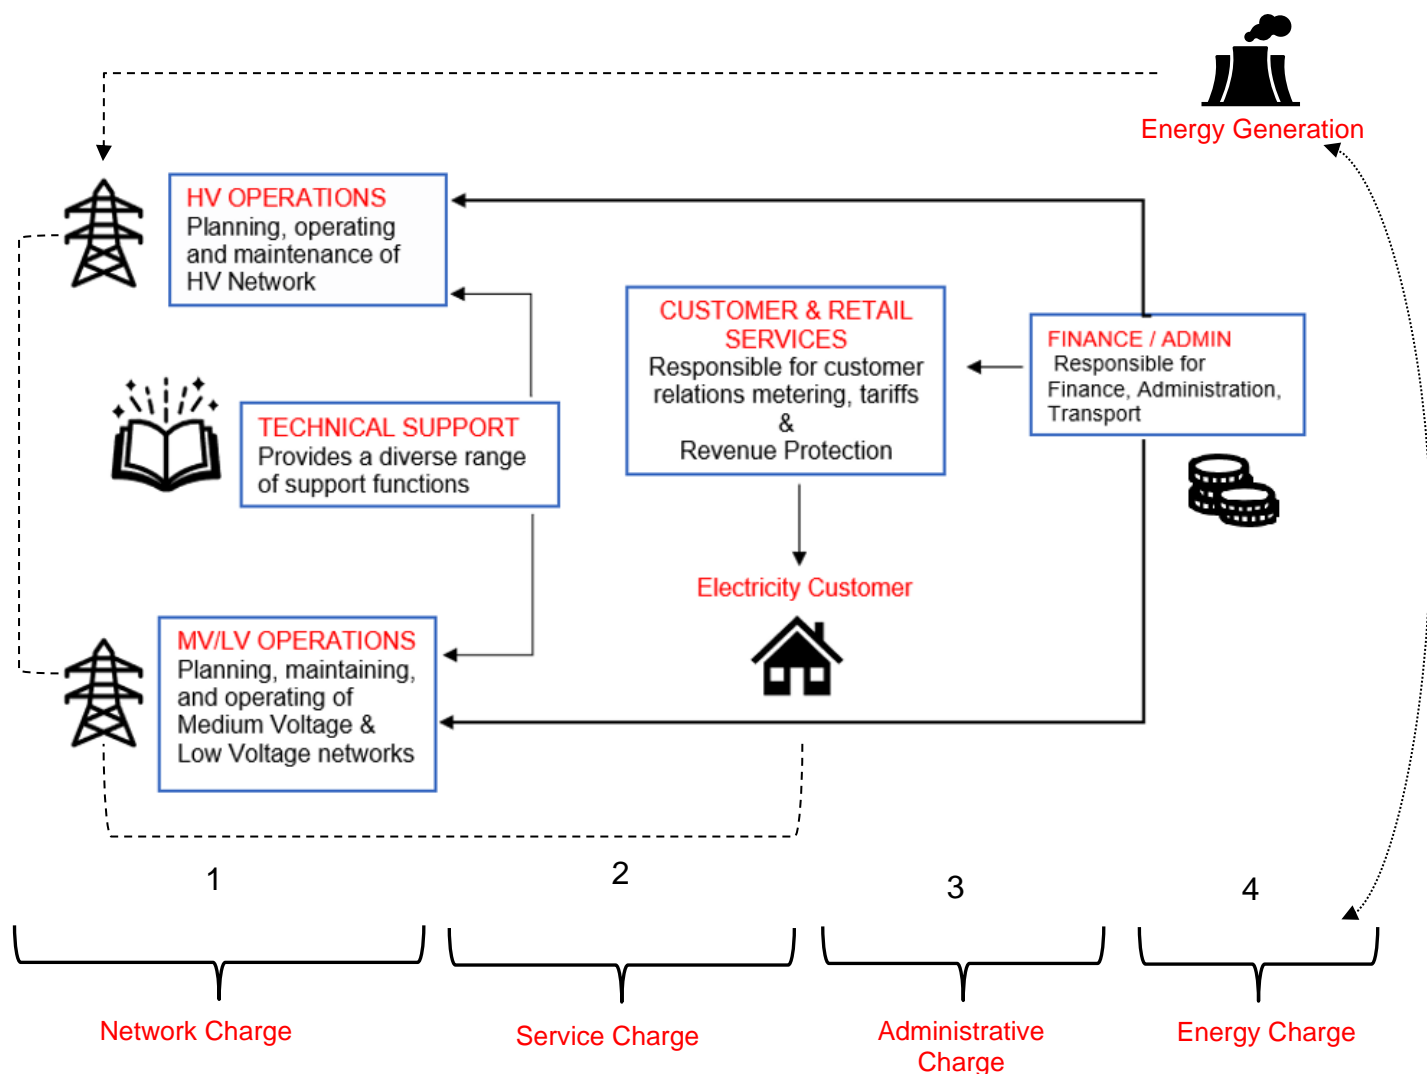 Energy Generation
HV OPERATIONS
Planning, operating
and maintenance of
HV Network
CUSTOMER & RETAIL
SERVICES
Responsible for customer
relations metering, tariffs
&
Revenue Protection
FINANCE / ADMIN
Responsible for
Finance, Administration,
Transport
TECHNICAL SUPPORT
Provides a diverse range
of support functions
Electricity Customer
MV/LV OPERATIONS
Planning, maintaining,
and operating of
Medium Voltage &
Low Voltage networks
1
2
3
4
Network Charge
Service Charge
Administrative
Charge
Energy Charge